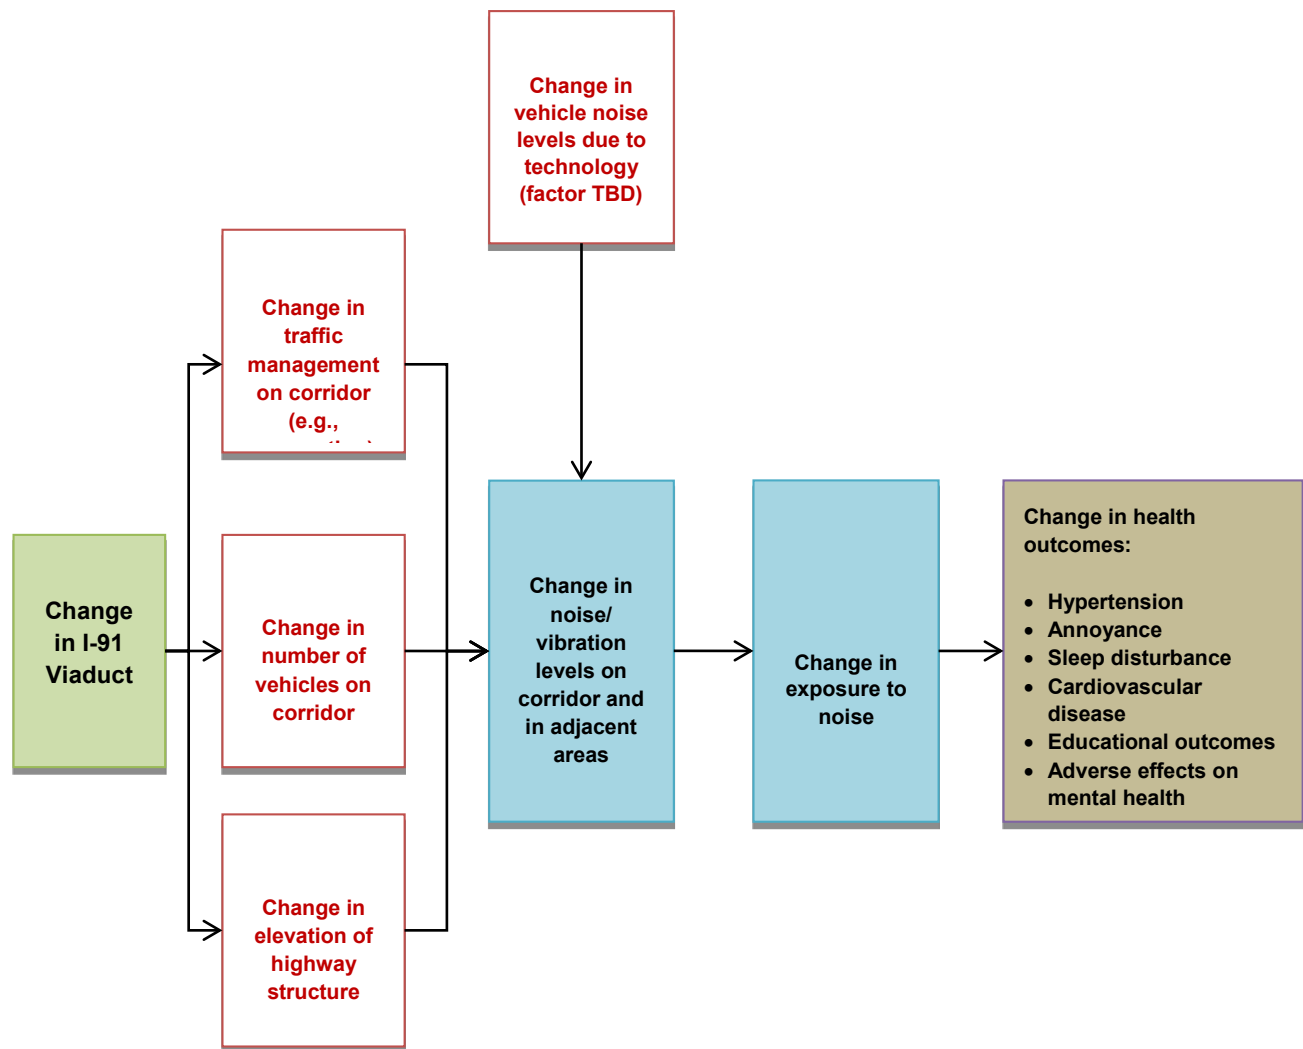 Change in
vehicle noise
levels due to
technology
(factor TBD)
Change in
traffic
management
on corridor
(e.g.,
Change
in I-91
Viaduct
Change in
number of
vehicles on
corridor
Change in
elevation of
highway
structure
Change in
noise/
vibration
levels on
corridor and
in adjacent
areas
Change in
exposure to
noise
Change in health
outcomes:
• Hypertension
• Annoyance
• Sleep disturbance
• Cardiovascular
disease
• Educational outcomes
• Adverse effects on
mental health